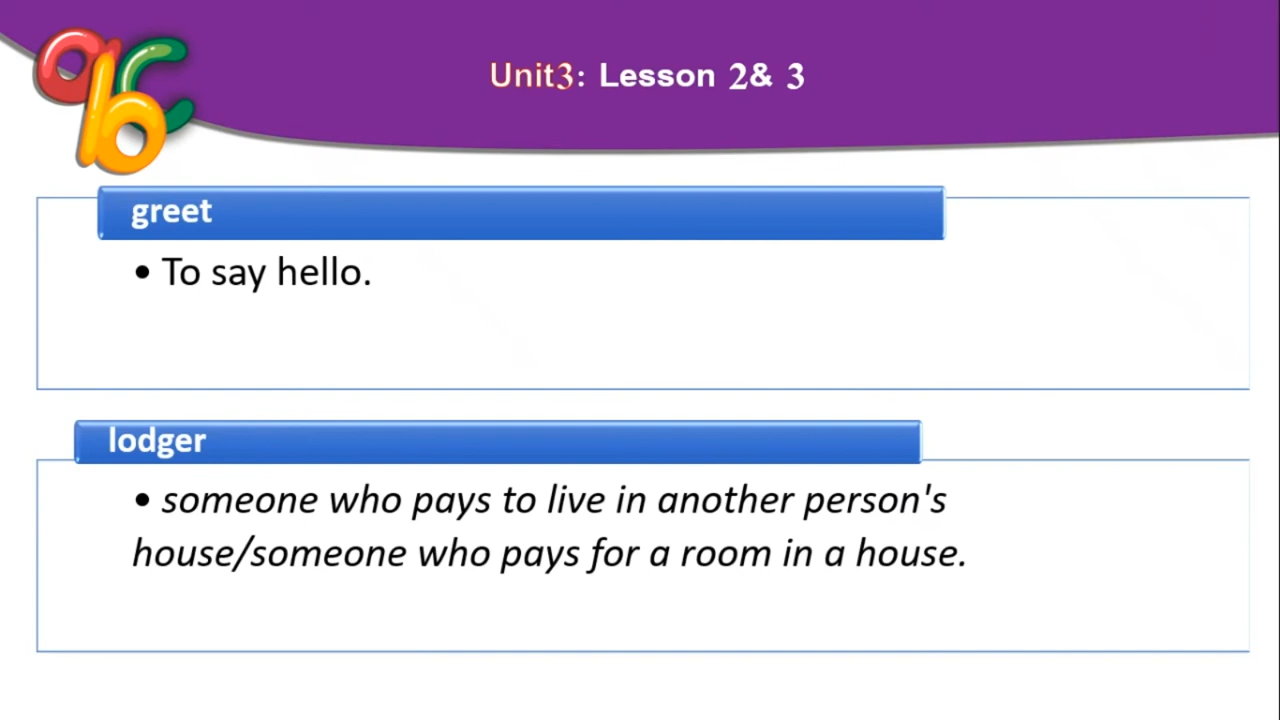 abc
Unit3: Lesson 2& 3
greet
• To say hello.
lodger
• someone who pays to live in another person's
house/someone who pays for a room in a house.